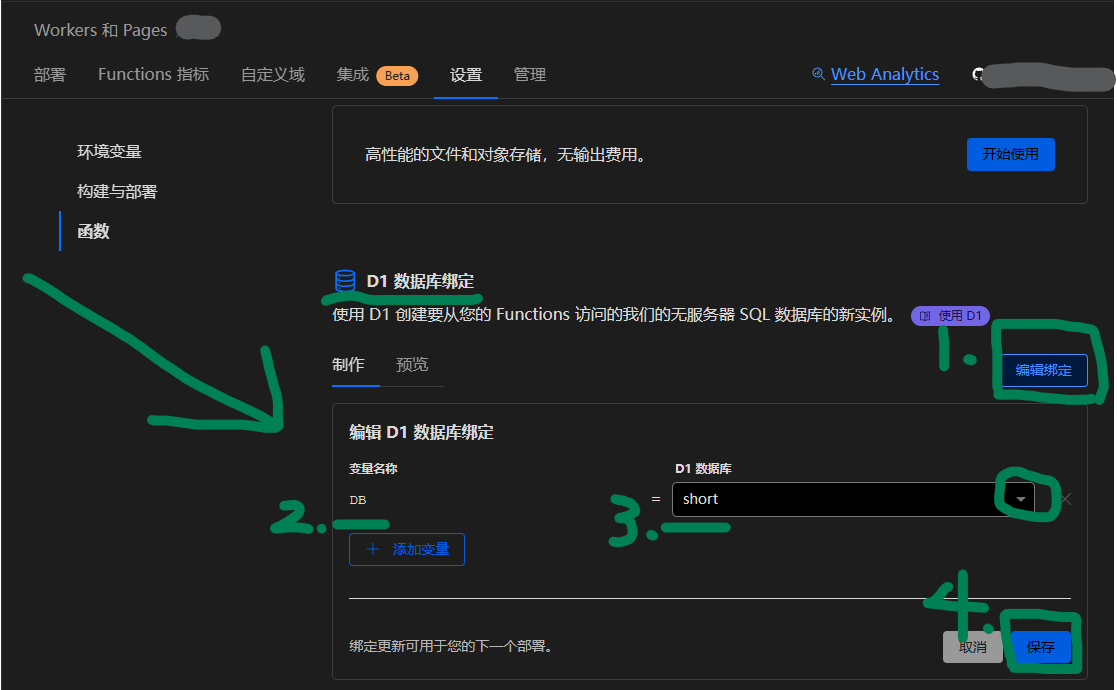 Workers 和 Pages
部署 Functions 指标 自定义域 集成 Beta 设置 管理 Web Analytics
环境变量
构建与部署
函数
高性能的文件和对象存储，无输出费用。 开始使用
D1 数据库绑定
使用 D1 创建要从您的 Functions 访问的我们的无服务器 SQL 数据库的新实例。 使用 D1
1.
制作 预览 编辑绑定
编辑 D1 数据库绑定
变量名称 D1 数据库
DB = short
2. 3.
+ 添加变量
4.
绑定更新可用于您的下一个部署。 取消 保存